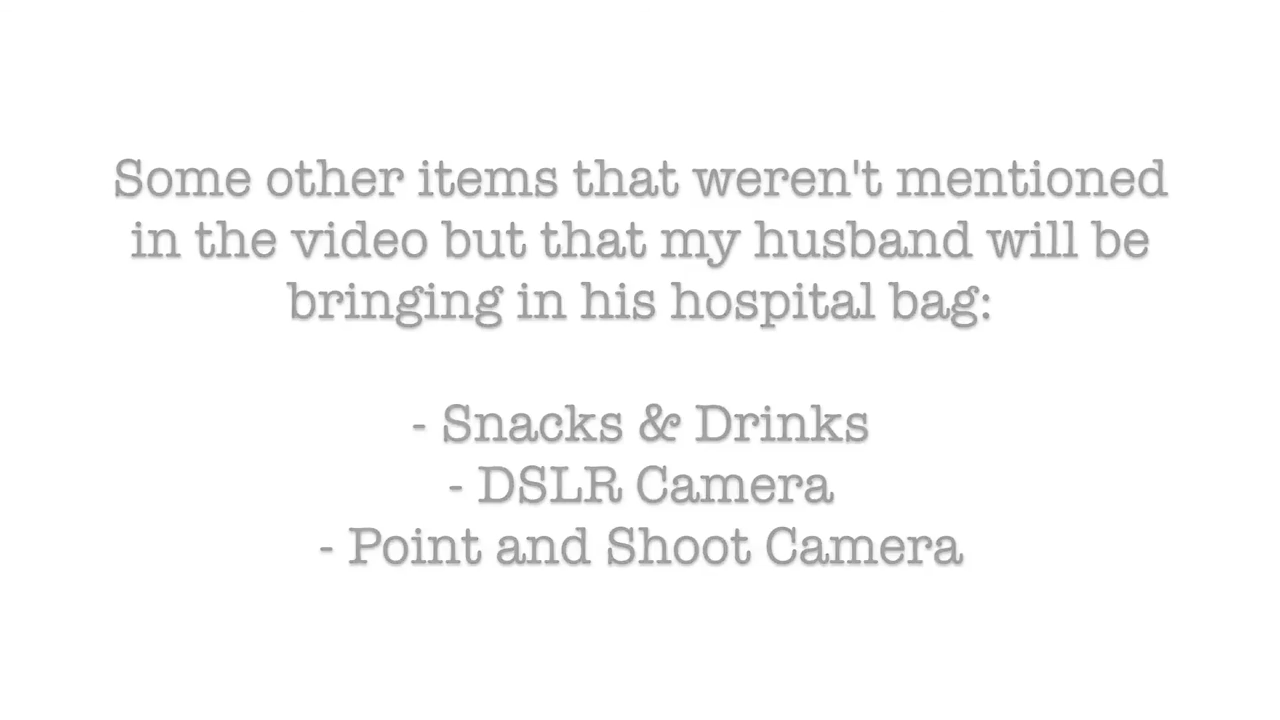 Some other items that weren't mentioned
in the video but that my husband will be
bringing in his hospital bag:
- Snacks & Drinks
- DSLR Camera
- Point and Shoot Camera